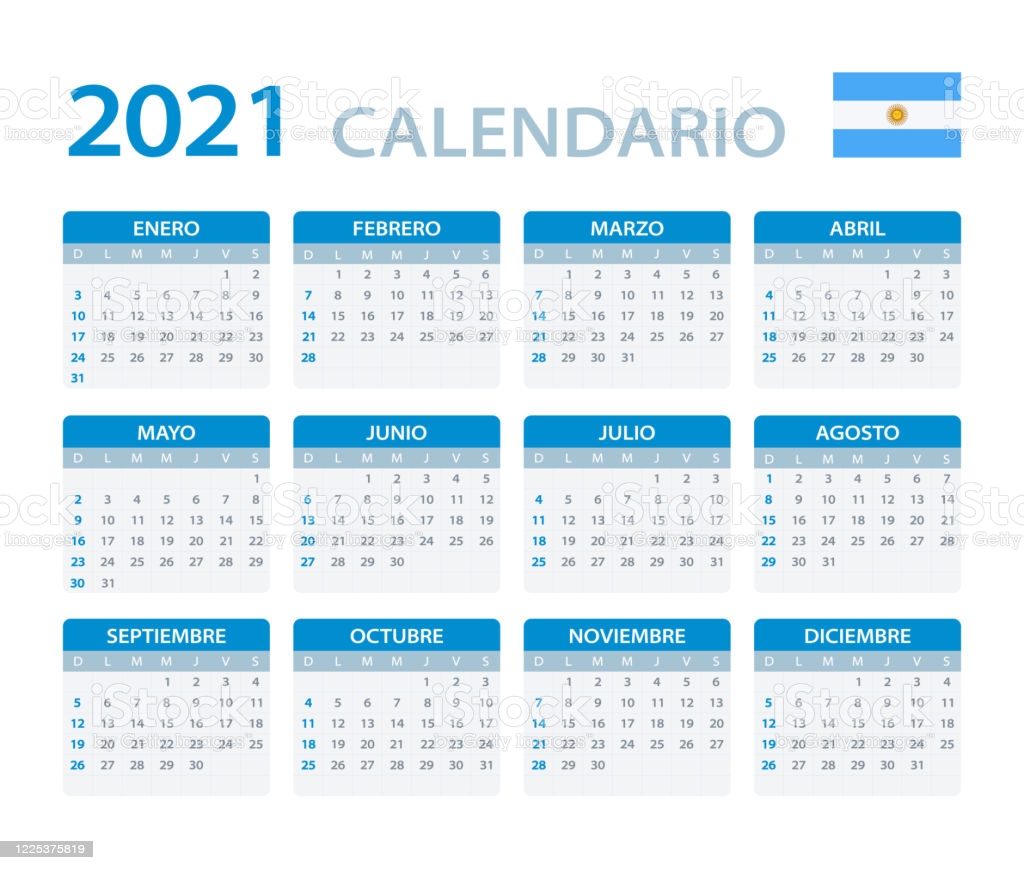 2021 CALENDARIO
ENERO
D L M M J V S
1 2
3 4 5 6 7 8 9
10 11 12 13 14 15 16
17 18 19 20 21 22 23
24 25 26 27 28 29 30
31
FEBRERO
D L M M J V S
1 2 3 4 5 6
7 8 9 10 11 12 13
14 15 16 17 18 19 20
21 22 23 24 25 26 27
28
MARZO
D L M M J V S
1 2 3 4 5 6
7 8 9 10 11 12 13
14 15 16 17 18 19 20
21 22 23 24 25 26 27
28 29 30 31
ABRIL
D L M M J V S
1 2 3
4 5 6 7 8 9 10
11 12 13 14 15 16 17
18 19 20 21 22 23 24
25 26 27 28 29 30
MAYO
D L M M J V S
1
2 3 4 5 6 7 8
9 10 11 12 13 14 15
16 17 18 19 20 21 22
23 24 25 26 27 28 29
30 31
JUNIO
D L M M J V S
1 2 3 4 5
6 7 8 9 10 11 12
13 14 15 16 17 18 19
20 21 22 23 24 25 26
27 28 29 30
JULIO
D L M M J V S
1 2 3
4 5 6 7 8 9 10
11 12 13 14 15 16 17
18 19 20 21 22 23 24
25 26 27 28 29 30 31
AGOSTO
D L M M J V S
1 2 3 4 5 6 7
8 9 10 11 12 13 14
15 16 17 18 19 20 21
22 23 24 25 26 27 28
29 30 31
SEPTIEMBRE
D L M M J V S
1 2 3 4
5 6 7 8 9 10 11
12 13 14 15 16 17 18
19 20 21 22 23 24 25
26 27 28 29 30
OCTUBRE
D L M M J V S
1 2 3
4 5 6 7 8 9 10
11 12 13 14 15 16 17
18 19 20 21 22 23 24
25 26 27 28 29 30 31
NOVIEMBRE
D L M M J V S
1 2 3 4 5 6
7 8 9 10 11 12 13
14 15 16 17 18 19 20
21 22 23 24 25 26 27
28 29 30
DICIEMBRE
D L M M J V S
1 2 3 4
5 6 7 8 9 10 11
12 13 14 15 16 17 18
19 20 21 22 23 24 25
26 27 28 29 30 31
iStock
by Getty Images™
1225375819